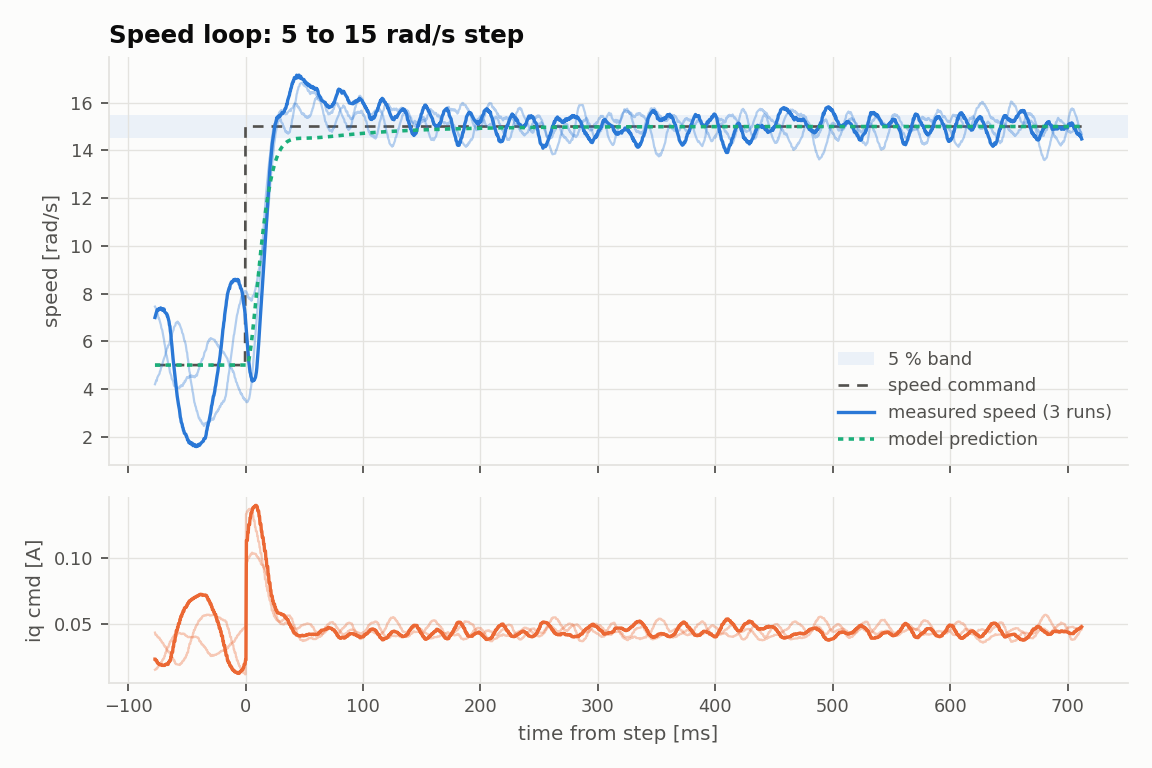 Speed loop: 5 to 15 rad/s step
speed [rad/s]
16
14
12
10
8
6
4
2
5 % band
speed command
measured speed (3 runs)
model prediction
iq cmd [A]
0.10
0.05
−100
0
100
200
300
400
500
600
700
time from step [ms]